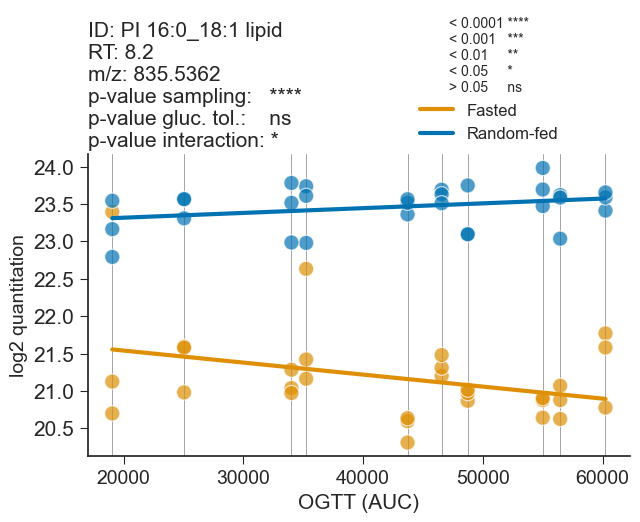 ID: PI 16:0_18:1 lipid
RT: 8.2
m/z: 835.5362
p-value sampling: ****
p-value gluc. tol.: ns
p-value interaction: *
< 0.0001 ****
< 0.001 ***
< 0.01 **
< 0.05 *
> 0.05 ns
Fasted
Random-fed
24.0
23.5
23.0
22.5
22.0
21.5
21.0
20.5
log2 quantitation
20000 30000 40000 50000 60000
OGTT (AUC)